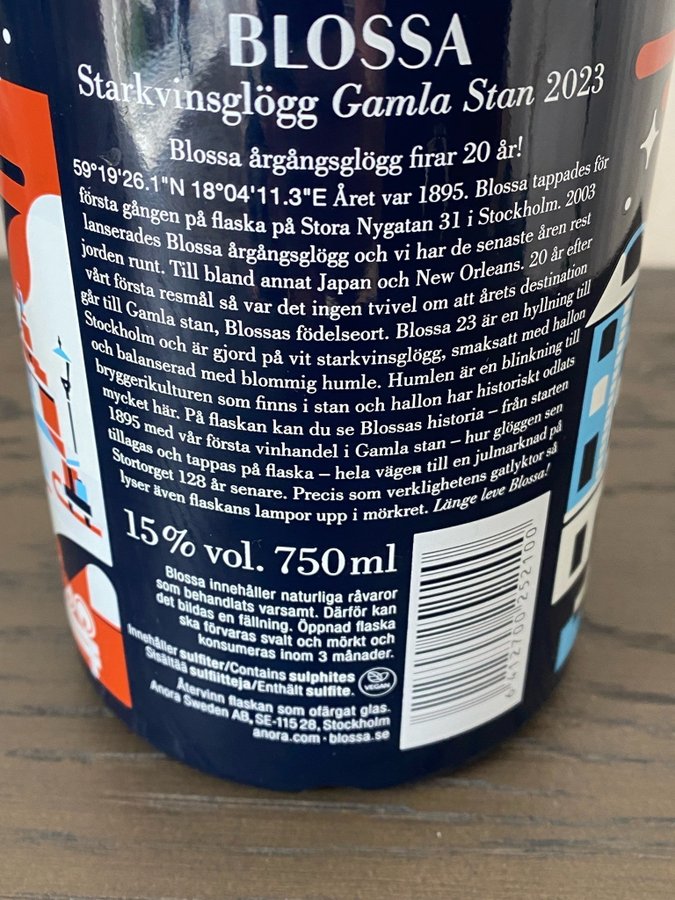 BLOSSA
Starkvinsglögg Gamla Stan 2023
Blossa årgångsglögg firar 20 år!
59°19'26.1"N 18°04'11.3"E Året var 1895. Blossa tappades för
första gången på flaska på Stora Nygatan 31 i Stockholm. 2003
lanserades Blossa årgångsglögg och vi har de senaste åren rest
jorden runt. Till bland annat Japan och New Orleans. 20 år efter
vårt första resmål så var det ingen tvivel om att årets destination
går till Gamla stan, Blossas födelseort. Blossa 23 är en hyllning till
Stockholm och är gjord på vit starkvinsglögg, smaksatt med hallon
och balanserad med blommig humle. Humlen är en blinkning till
bryggerikulturen som finns i stan och hallon har historiskt odlats
mycket här. På flaskan kan du se Blossas historia – från starten
1895 med vår första vinhandel i Gamla stan – hur glöggen sen
tillagas och tappas på flaska – hela vägen till en julmarknad på
Stortorget 128 år senare. Precis som verklighetens gatlyktor så
lyser även flaskans lampor upp i mörkret. Länge leve Blossa!
15% vol. 750 ml
Blossa innehåller naturliga råvaror
som behandlats varsamt. Därför kan
det bildas en fällning. Öppnad flaska
ska förvaras svalt och mörkt och
konsumeras inom 3 månader.
Innehåller sulfiter/Contains sulphites
Sisältää sulfiitteja/Enthält sulfite.
VEGAN
Återvinn flaskan som ofärgat glas.
Anora Sweden AB, SE-115 28, Stockholm
anora.com · blossa.se
6 412700 252100